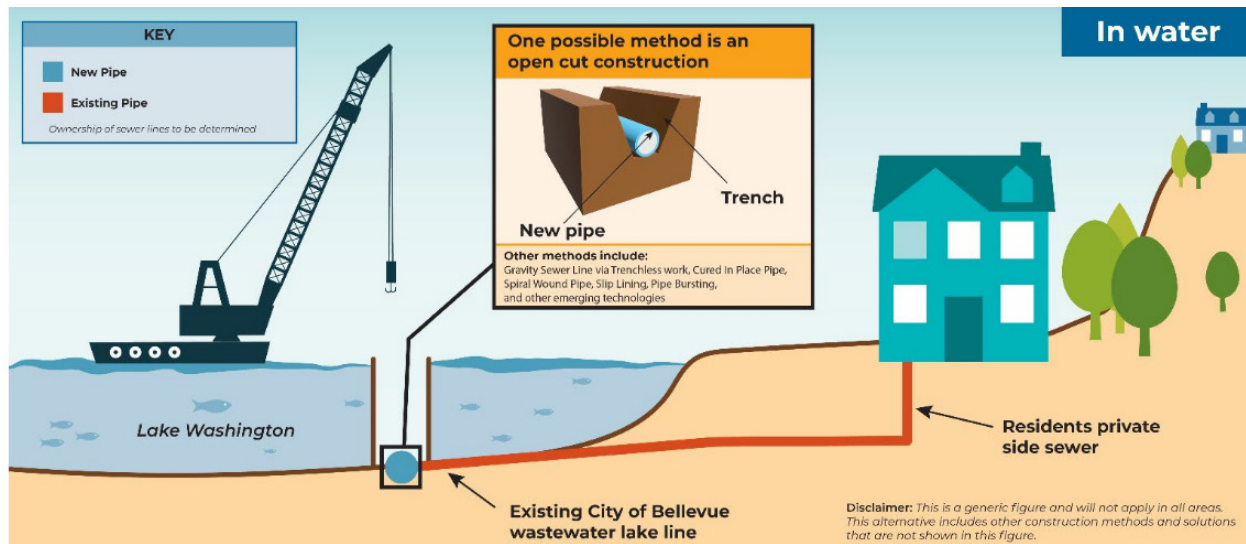 KEY
New Pipe
Existing Pipe
Ownership of sewer lines to be determined
One possible method is an
open cut construction
Trench
New pipe
Other methods include:
Gravity Sewer Line via Trenchless work, Cured In Place Pipe,
Spiral Wound Pipe, Slip Lining, Pipe Bursting,
and other emerging technologies
In water
Lake Washington
Residents private
side sewer
Existing City of Bellevue
wastewater lake line
Disclaimer: This is a generic figure and will not apply in all areas.
This alternative includes other construction methods and solutions
that are not shown in this figure.